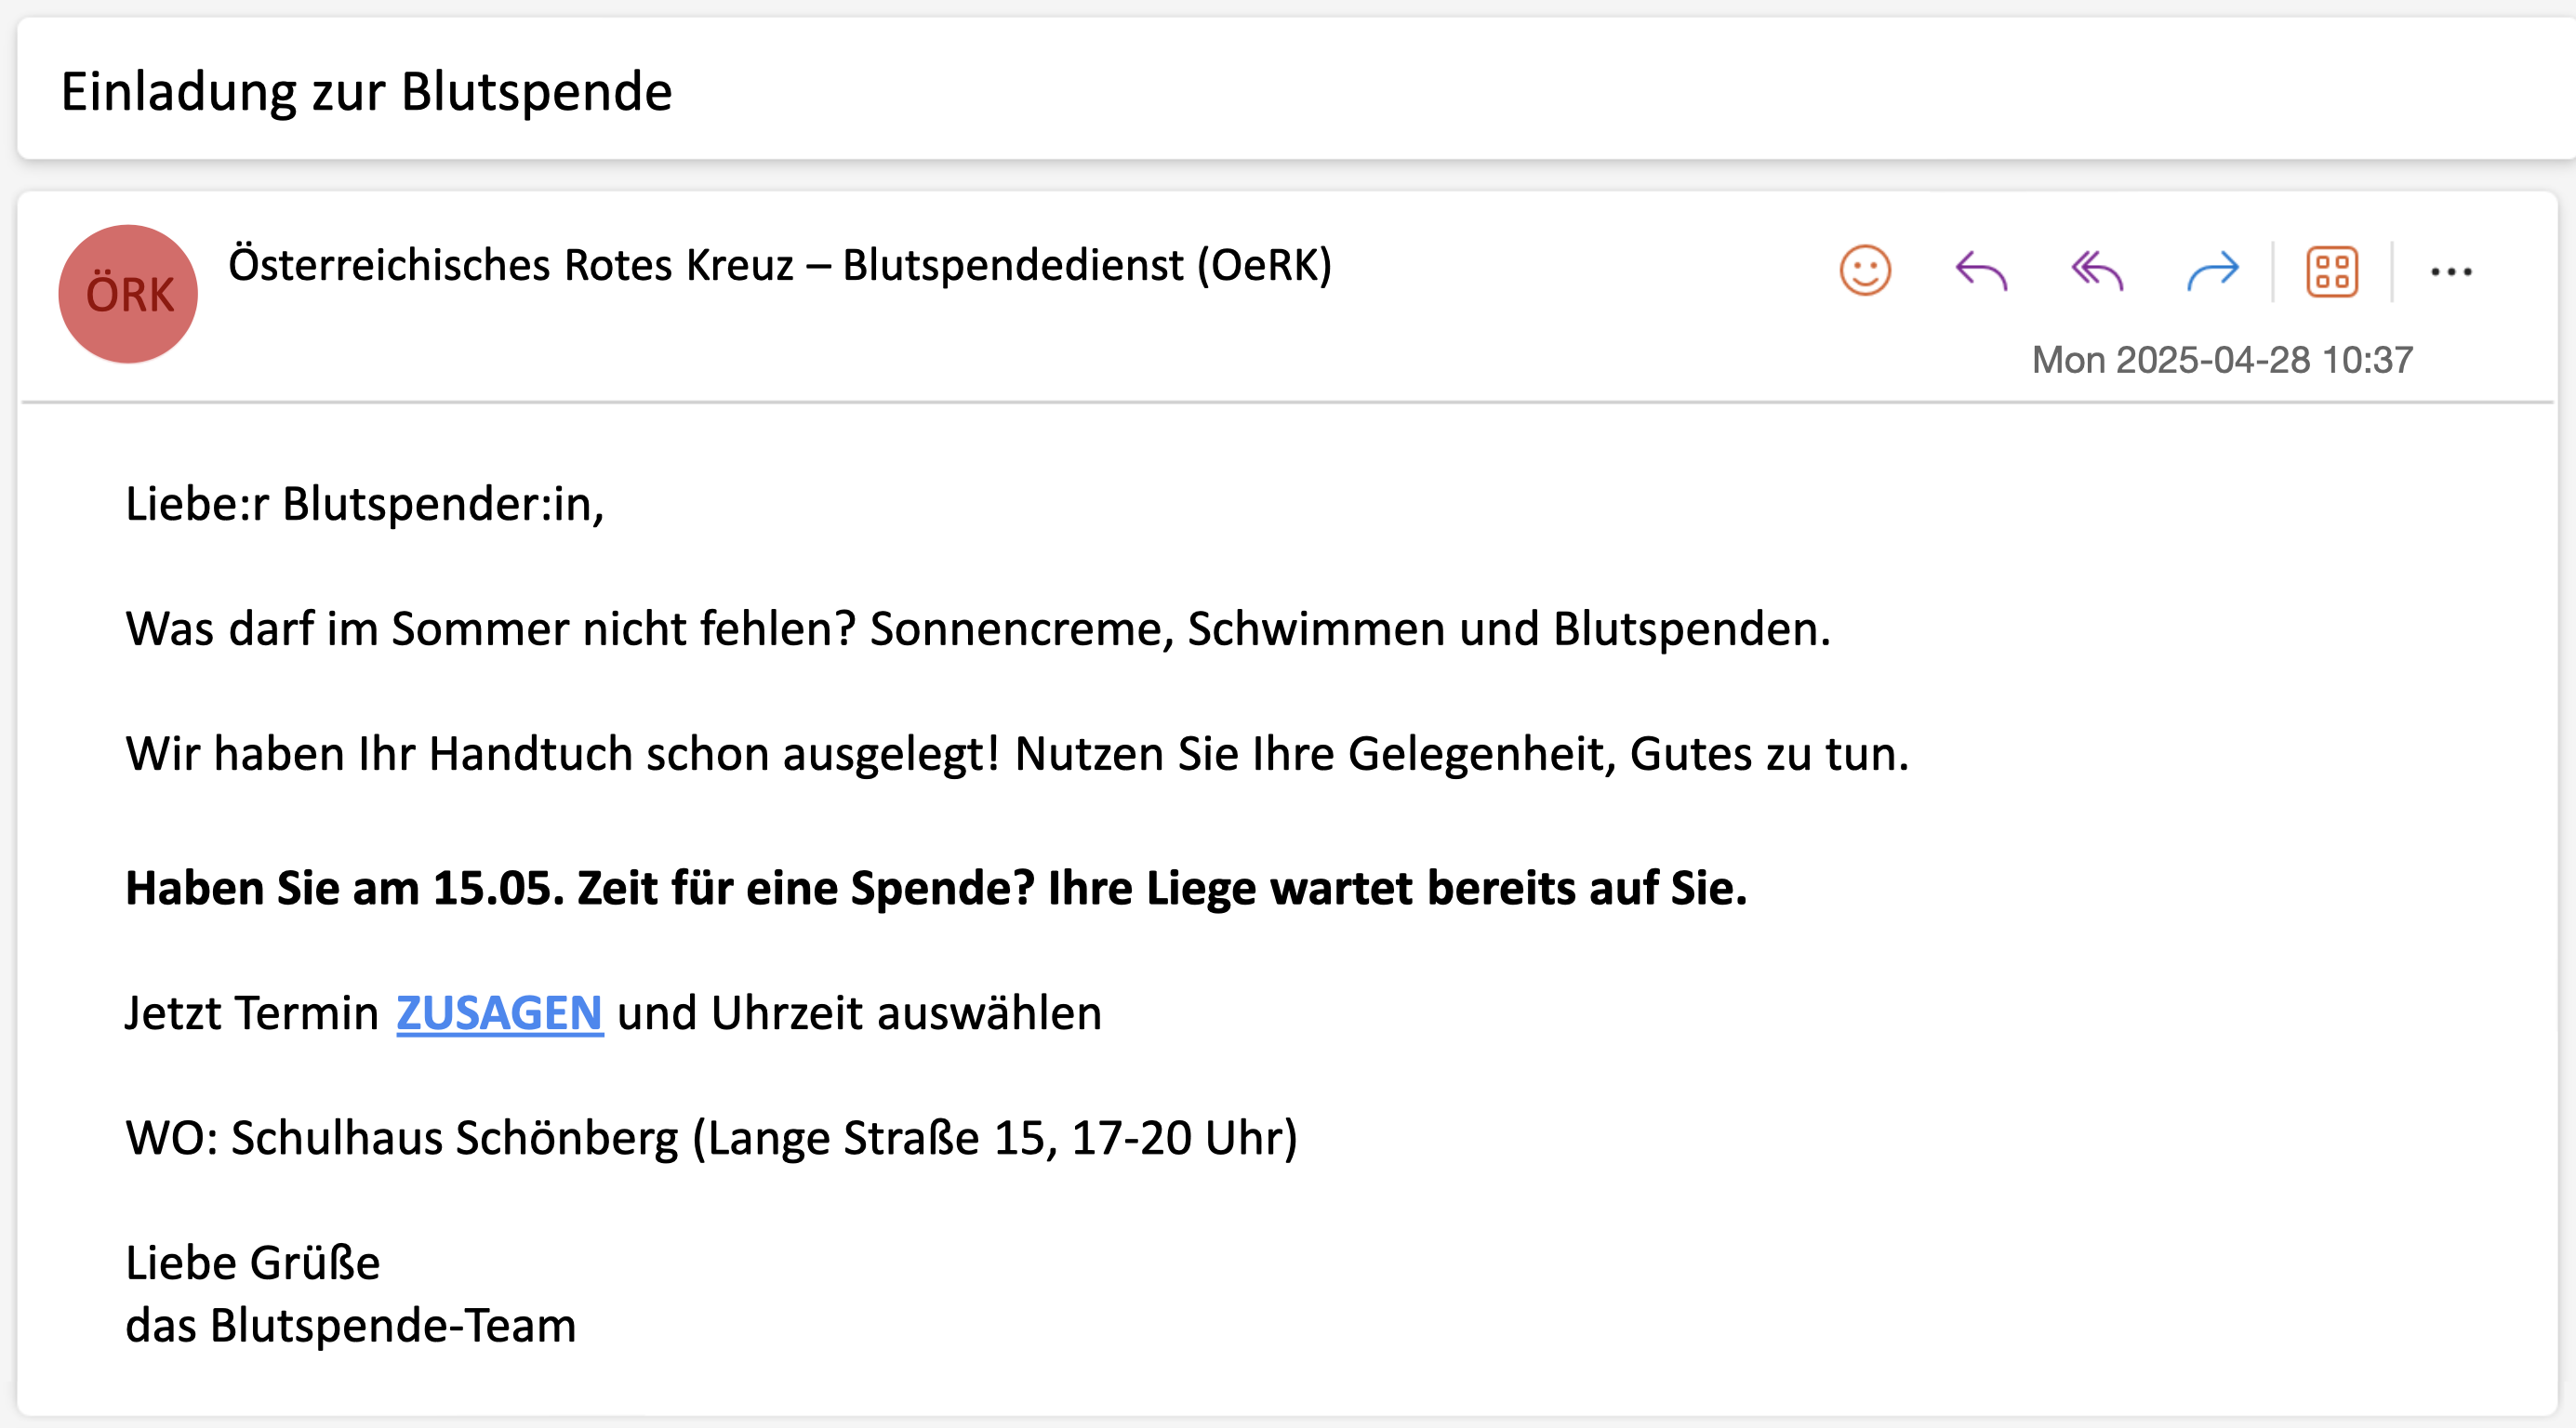 Einladung zur Blutspende
ÖRK
Österreichisches Rotes Kreuz – Blutspendedienst (OeRK)
Mon 2025-04-28 10:37
Liebe:r Blutspender:in,
Was darf im Sommer nicht fehlen? Sonnencreme, Schwimmen und Blutspenden.
Wir haben Ihr Handtuch schon ausgelegt! Nutzen Sie Ihre Gelegenheit, Gutes zu tun.
Haben Sie am 15.05. Zeit für eine Spende? Ihre Liege wartet bereits auf Sie.
Jetzt Termin ZUSAGEN und Uhrzeit auswählen
WO: Schulhaus Schönberg (Lange Straße 15, 17-20 Uhr)
Liebe Grüße
das Blutspende-Team